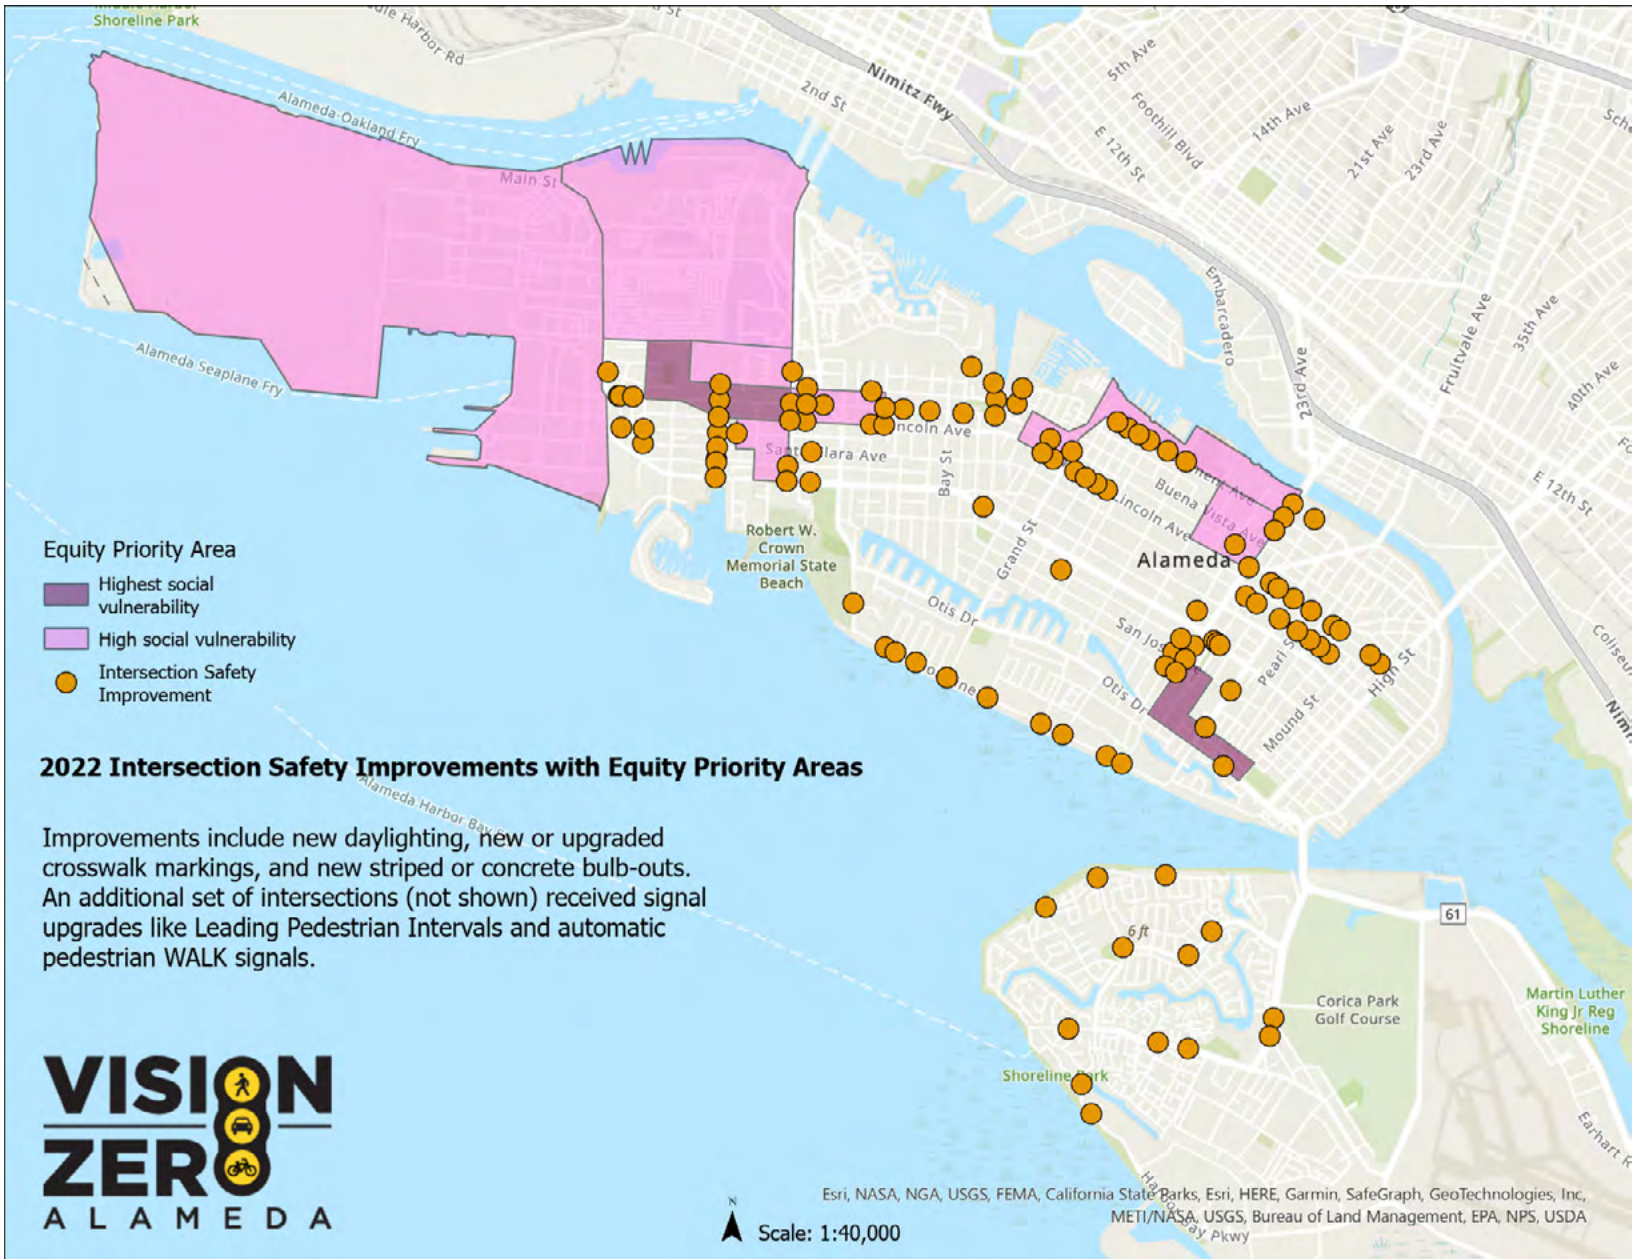 Shoreline Park
Middle Harbor Rd
Alameda-Oakland Fry
Main St
2nd St
Nimitz Fwy
5th Ave
Foothill Blvd
E 12th St
14th Ave
21st Ave
23rd Ave
Embarcadero
23rd Ave
Fruitvale Ave
35th Ave
40th Ave
E 12th St
Coliseum
Alameda Seaplane Fry
Lincoln Ave
Santa Clara Ave
Bay St
Grand St
Buena Vista Ave
Lincoln Ave
Alameda
Robert W.
Crown
Memorial State
Beach
Otis Dr
San Jose
Otis Dr
Pearl St
High St
Mound St
Equity Priority Area
Highest social
vulnerability
High social vulnerability
Intersection Safety
Improvement
2022 Intersection Safety Improvements with Equity Priority Areas
Alameda Harbor Bay
Improvements include new daylighting, new or upgraded
crosswalk markings, and new striped or concrete bulb-outs.
An additional set of intersections (not shown) received signal
upgrades like Leading Pedestrian Intervals and automatic
pedestrian WALK signals.
6 ft
61
Corica Park
Golf Course
Martin Luther
King Jr Reg
Shoreline
Shoreline Park
Earhart R
Harbor Bay Pkwy
VISION
ZERO
ALAMEDA
N
Scale: 1:40,000
Esri, NASA, NGA, USGS, FEMA, California State Parks, Esri, HERE, Garmin, SafeGraph, GeoTechnologies, Inc,
METI/NASA, USGS, Bureau of Land Management, EPA, NPS, USDA